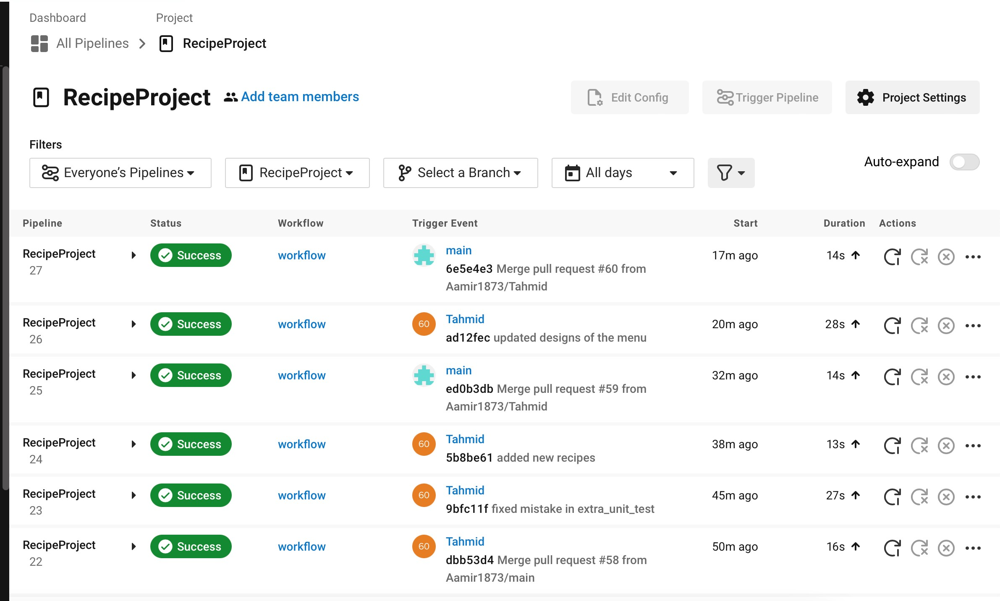 Dashboard Project
All Pipelines RecipeProject
RecipeProject Add team members Edit Config Trigger Pipeline Project Settings
Filters
Everyone’s Pipelines RecipeProject Select a Branch All days Auto-expand
Pipeline Status Workflow Trigger Event Start Duration Actions
RecipeProject Success workflow main 17m ago 14s
27 6e5e4e3 Merge pull request #60 from
Aamir1873/Tahmid
RecipeProject Success workflow 60 Tahmid 20m ago 28s
26 ad12fec updated designs of the menu
RecipeProject Success workflow main 32m ago 14s
25 ed0b3db Merge pull request #59 from
Aamir1873/Tahmid
RecipeProject Success workflow 60 Tahmid 38m ago 13s
24 5b8be61 added new recipes
RecipeProject Success workflow 60 Tahmid 45m ago 27s
23 9bfc11f fixed mistake in extra_unit_test
RecipeProject Success workflow 60 Tahmid 50m ago 16s
22 dbb53d4 Merge pull request #58 from
Aamir1873/main